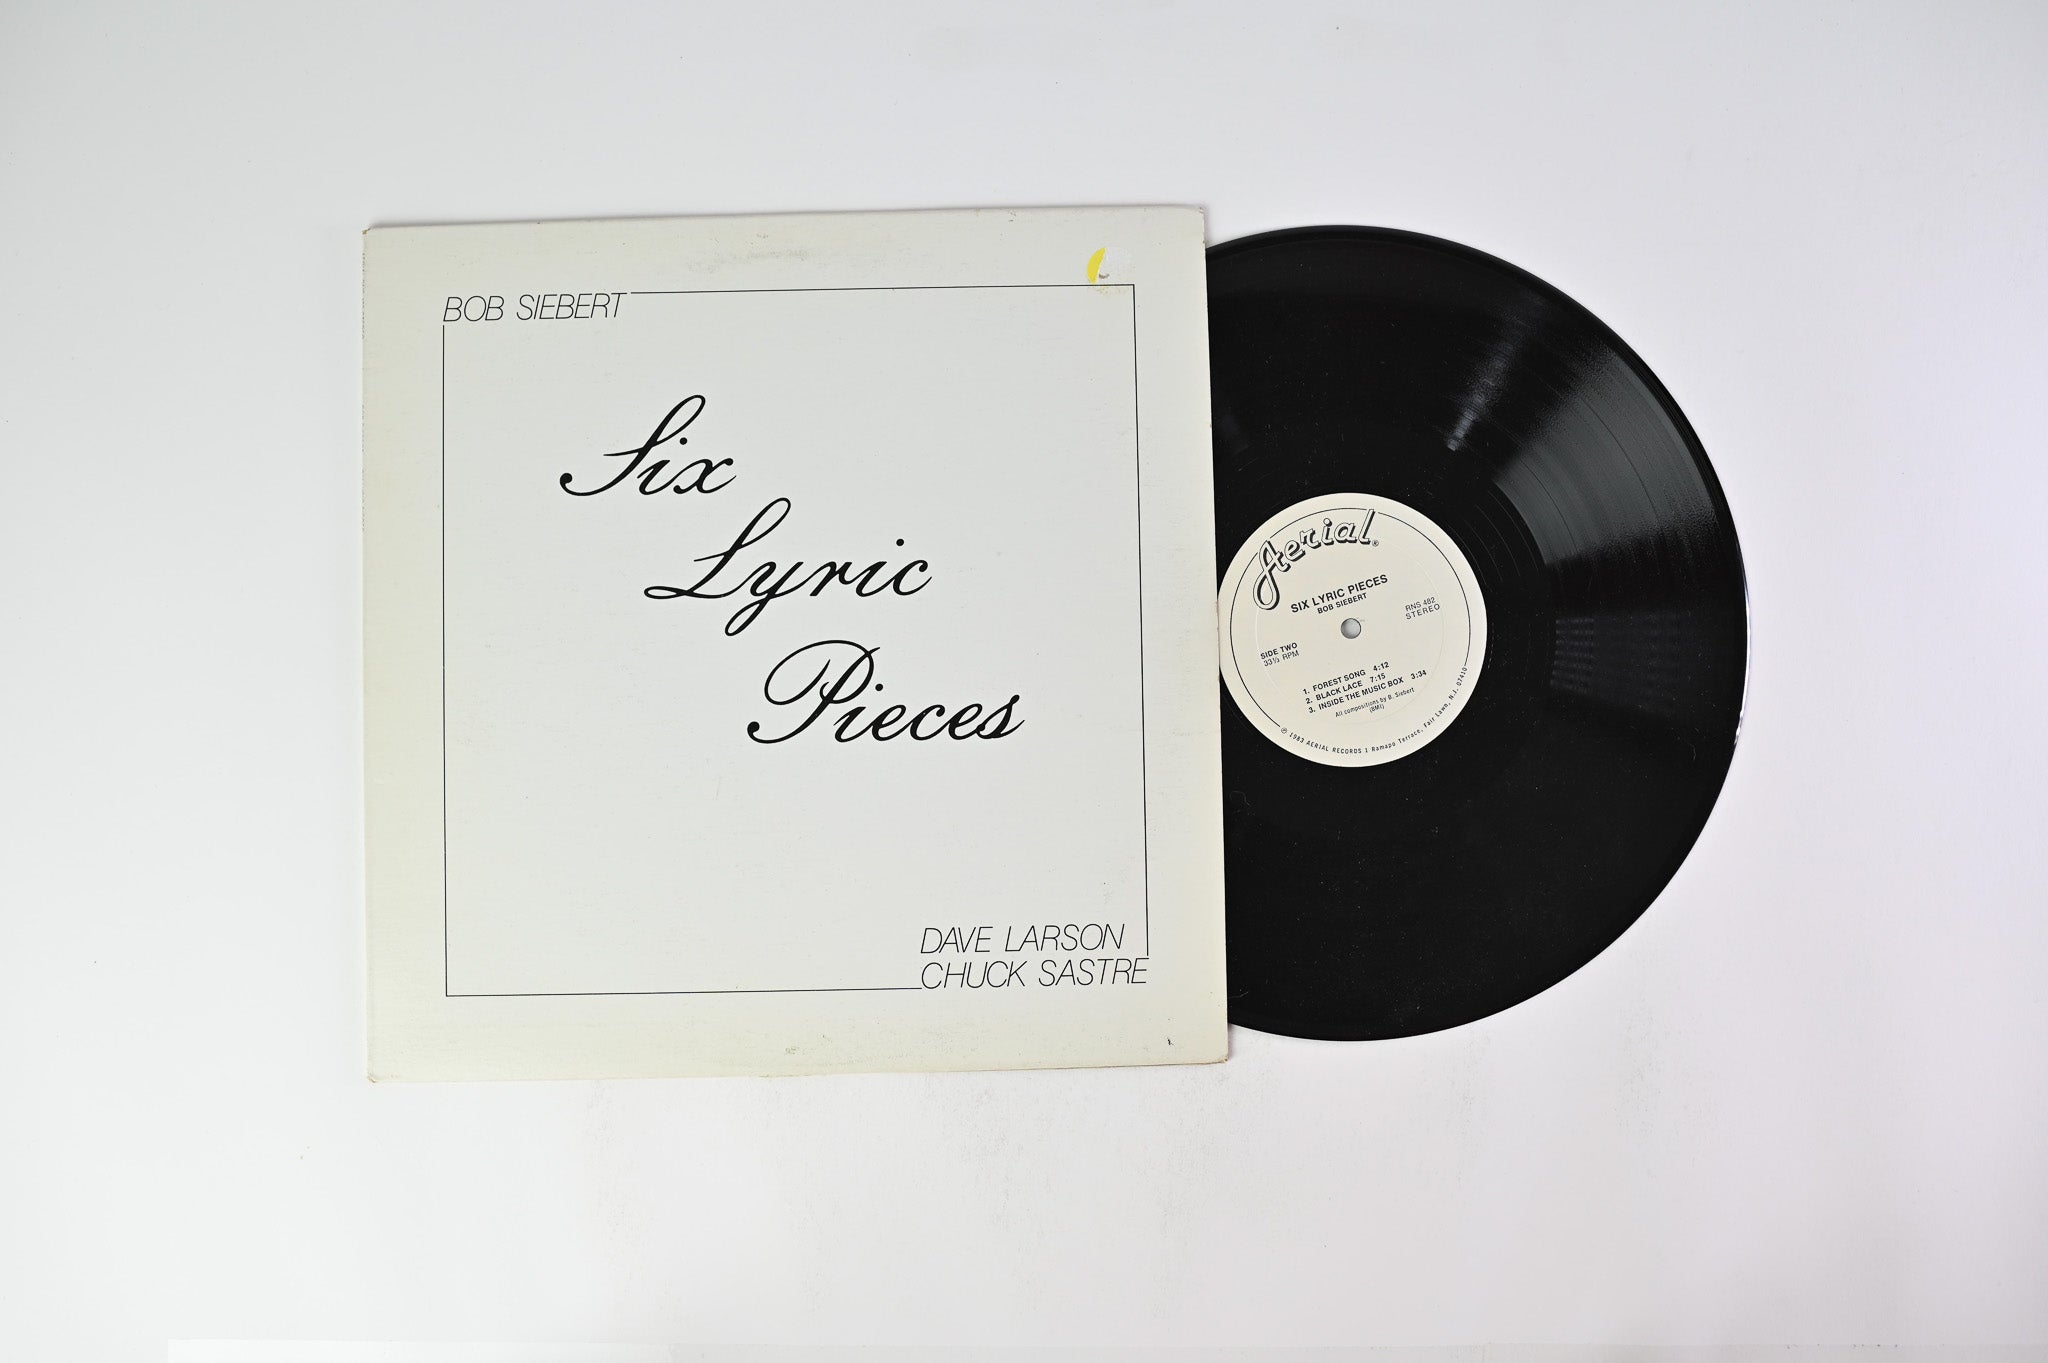 BOB SIEBERT
Six
Lyric
Pieces
DAVE LARSON
CHUCK SASTRE
Aerial®
SIX LYRIC PIECES
BOB SIEBERT
RNS 482
STEREO
SIDE TWO
33⅓ RPM
1. FOREST SONG 4:12
2. BLACK LACE 7:15
3. INSIDE THE MUSIC BOX 3:34
All compositions by B. Siebert
(BMI)
℗ 1983 AERIAL RECORDS 1 Ramapo Terrace, Fair Lawn, N.J. 07410